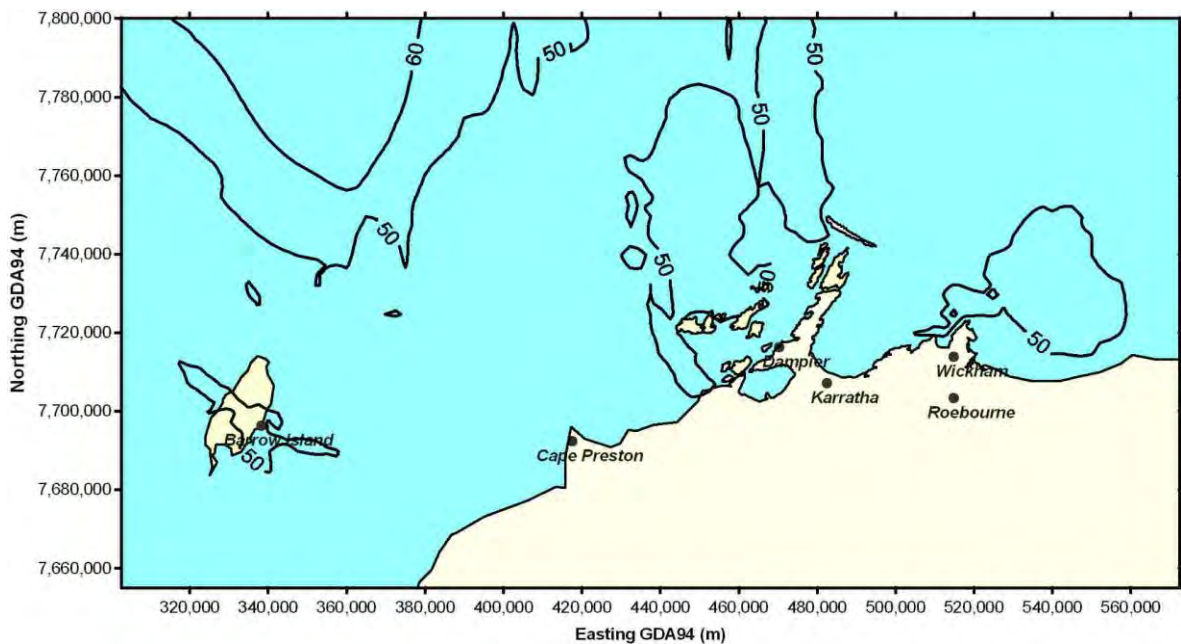 7,800,000
7,780,000
7,760,000
7,740,000
7,720,000
7,700,000
7,680,000
7,660,000
Northing GDA94 (m)
60
50
50
50
50
50
50
50
50
50
Barrow Island
Cape Preston
Dampier
Karratha
Wickham
Roebourne
320,000 340,000 360,000 380,000 400,000 420,000 440,000 460,000 480,000 500,000 520,000 540,000 560,000
Easting GDA94 (m)